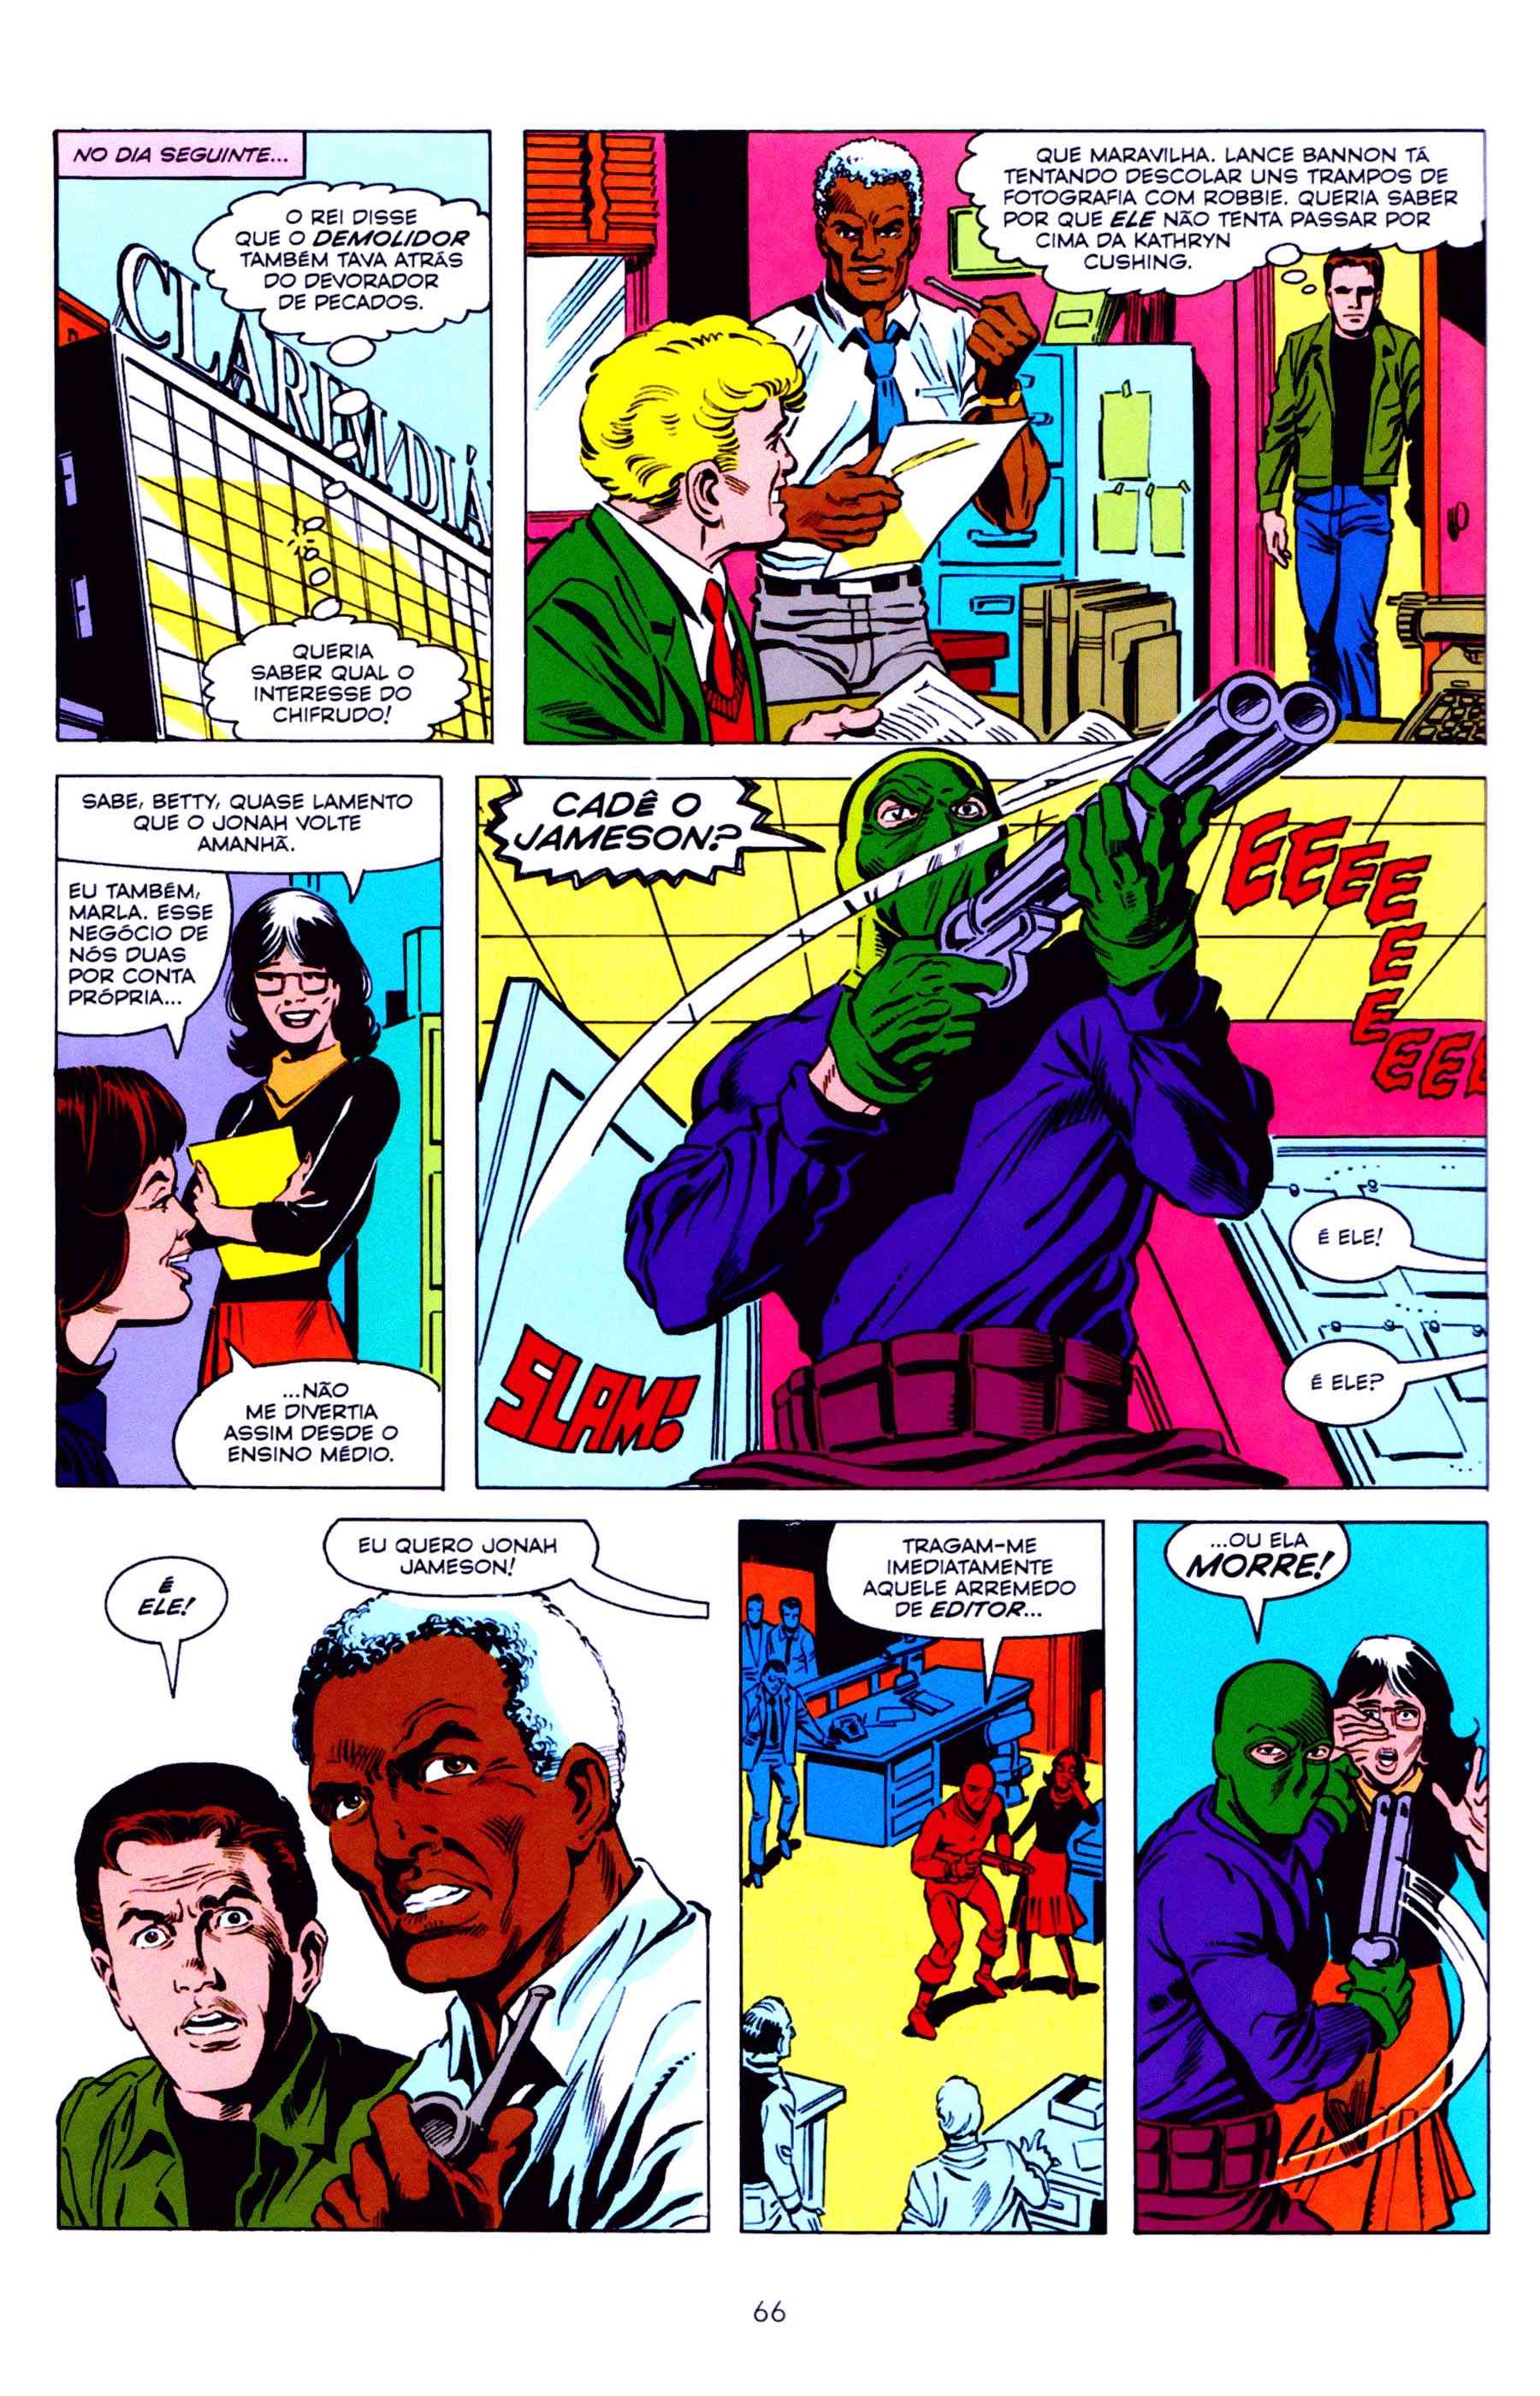 NO DIA SEGUINTE...
O REI DISSE
QUE O DEMOLIDOR
TAMBÉM TAVA ATRÁS
DO DEVORADOR
DE PECADOS.
CLARIM DIÁ
QUERIA
SABER QUAL O
INTERESSE DO
CHIFRUDO!
QUE MARAVILHA. LANCE BANNON TÁ
TENTANDO DESCOLAR UNS TRAMPOS DE
FOTOGRAFIA COM ROBBIE. QUERIA SABER
POR QUE ELE NÃO TENTA PASSAR POR
CIMA DA KATHRYN
CUSHING.
SABE, BETTY, QUASE LAMENTO
QUE O JONAH VOLTE
AMANHÃ.
EU TAMBÉM,
MARLA. ESSE
NEGÓCIO DE
NÓS DUAS
POR CONTA
PRÓPRIA...
...NÃO
ME DIVERTIA
ASSIM DESDE O
ENSINO MÉDIO.
CADÊ O
JAMESON?
EEEE
E
E
EEE
SLAM!
É ELE!
É ELE?
É
ELE!
EU QUERO JONAH
JAMESON!
TRAGAM-ME
IMEDIATAMENTE
AQUELE ARREMEDO
DE EDITOR...
...OU ELA
MORRE!
66